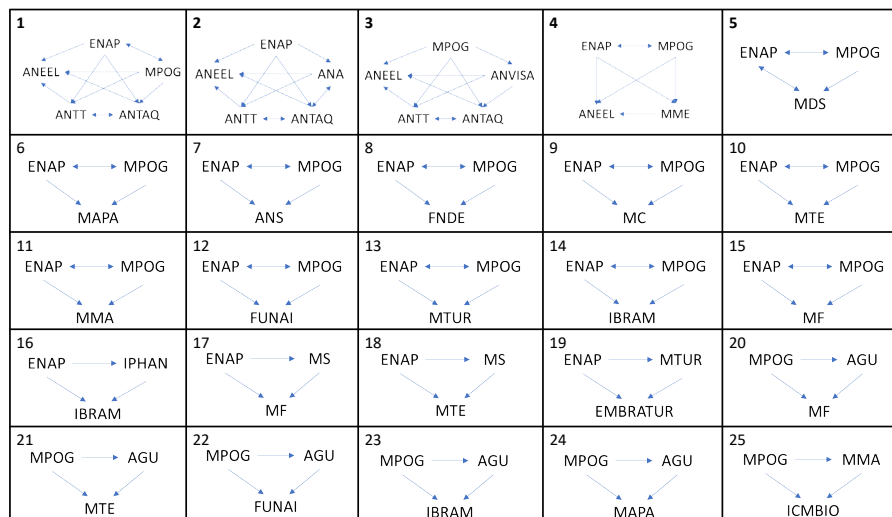 1
ENAP
ANEEL MPOG
ANTT ANTAQ
2
ENAP
ANEEL ANA
ANTT ANTAQ
3
MPOG
ANEEL ANVISA
ANTT ANTAQ
4
ENAP MPOG
ANEEL MME
5
ENAP MPOG
MDS
6
ENAP MPOG
MAPA
7
ENAP MPOG
ANS
8
ENAP MPOG
FNDE
9
ENAP MPOG
MC
10
ENAP MPOG
MTE
11
ENAP MPOG
MMA
12
ENAP MPOG
FUNAI
13
ENAP MPOG
MTUR
14
ENAP MPOG
IBRAM
15
ENAP MPOG
MF
16
ENAP IPHAN
IBRAM
17
ENAP MS
MF
18
ENAP MS
MTE
19
ENAP MTUR
EMBRATUR
20
MPOG AGU
MF
21
MPOG AGU
MTE
22
MPOG AGU
FUNAI
23
MPOG AGU
IBRAM
24
MPOG AGU
MAPA
25
MPOG MMA
ICMBIO